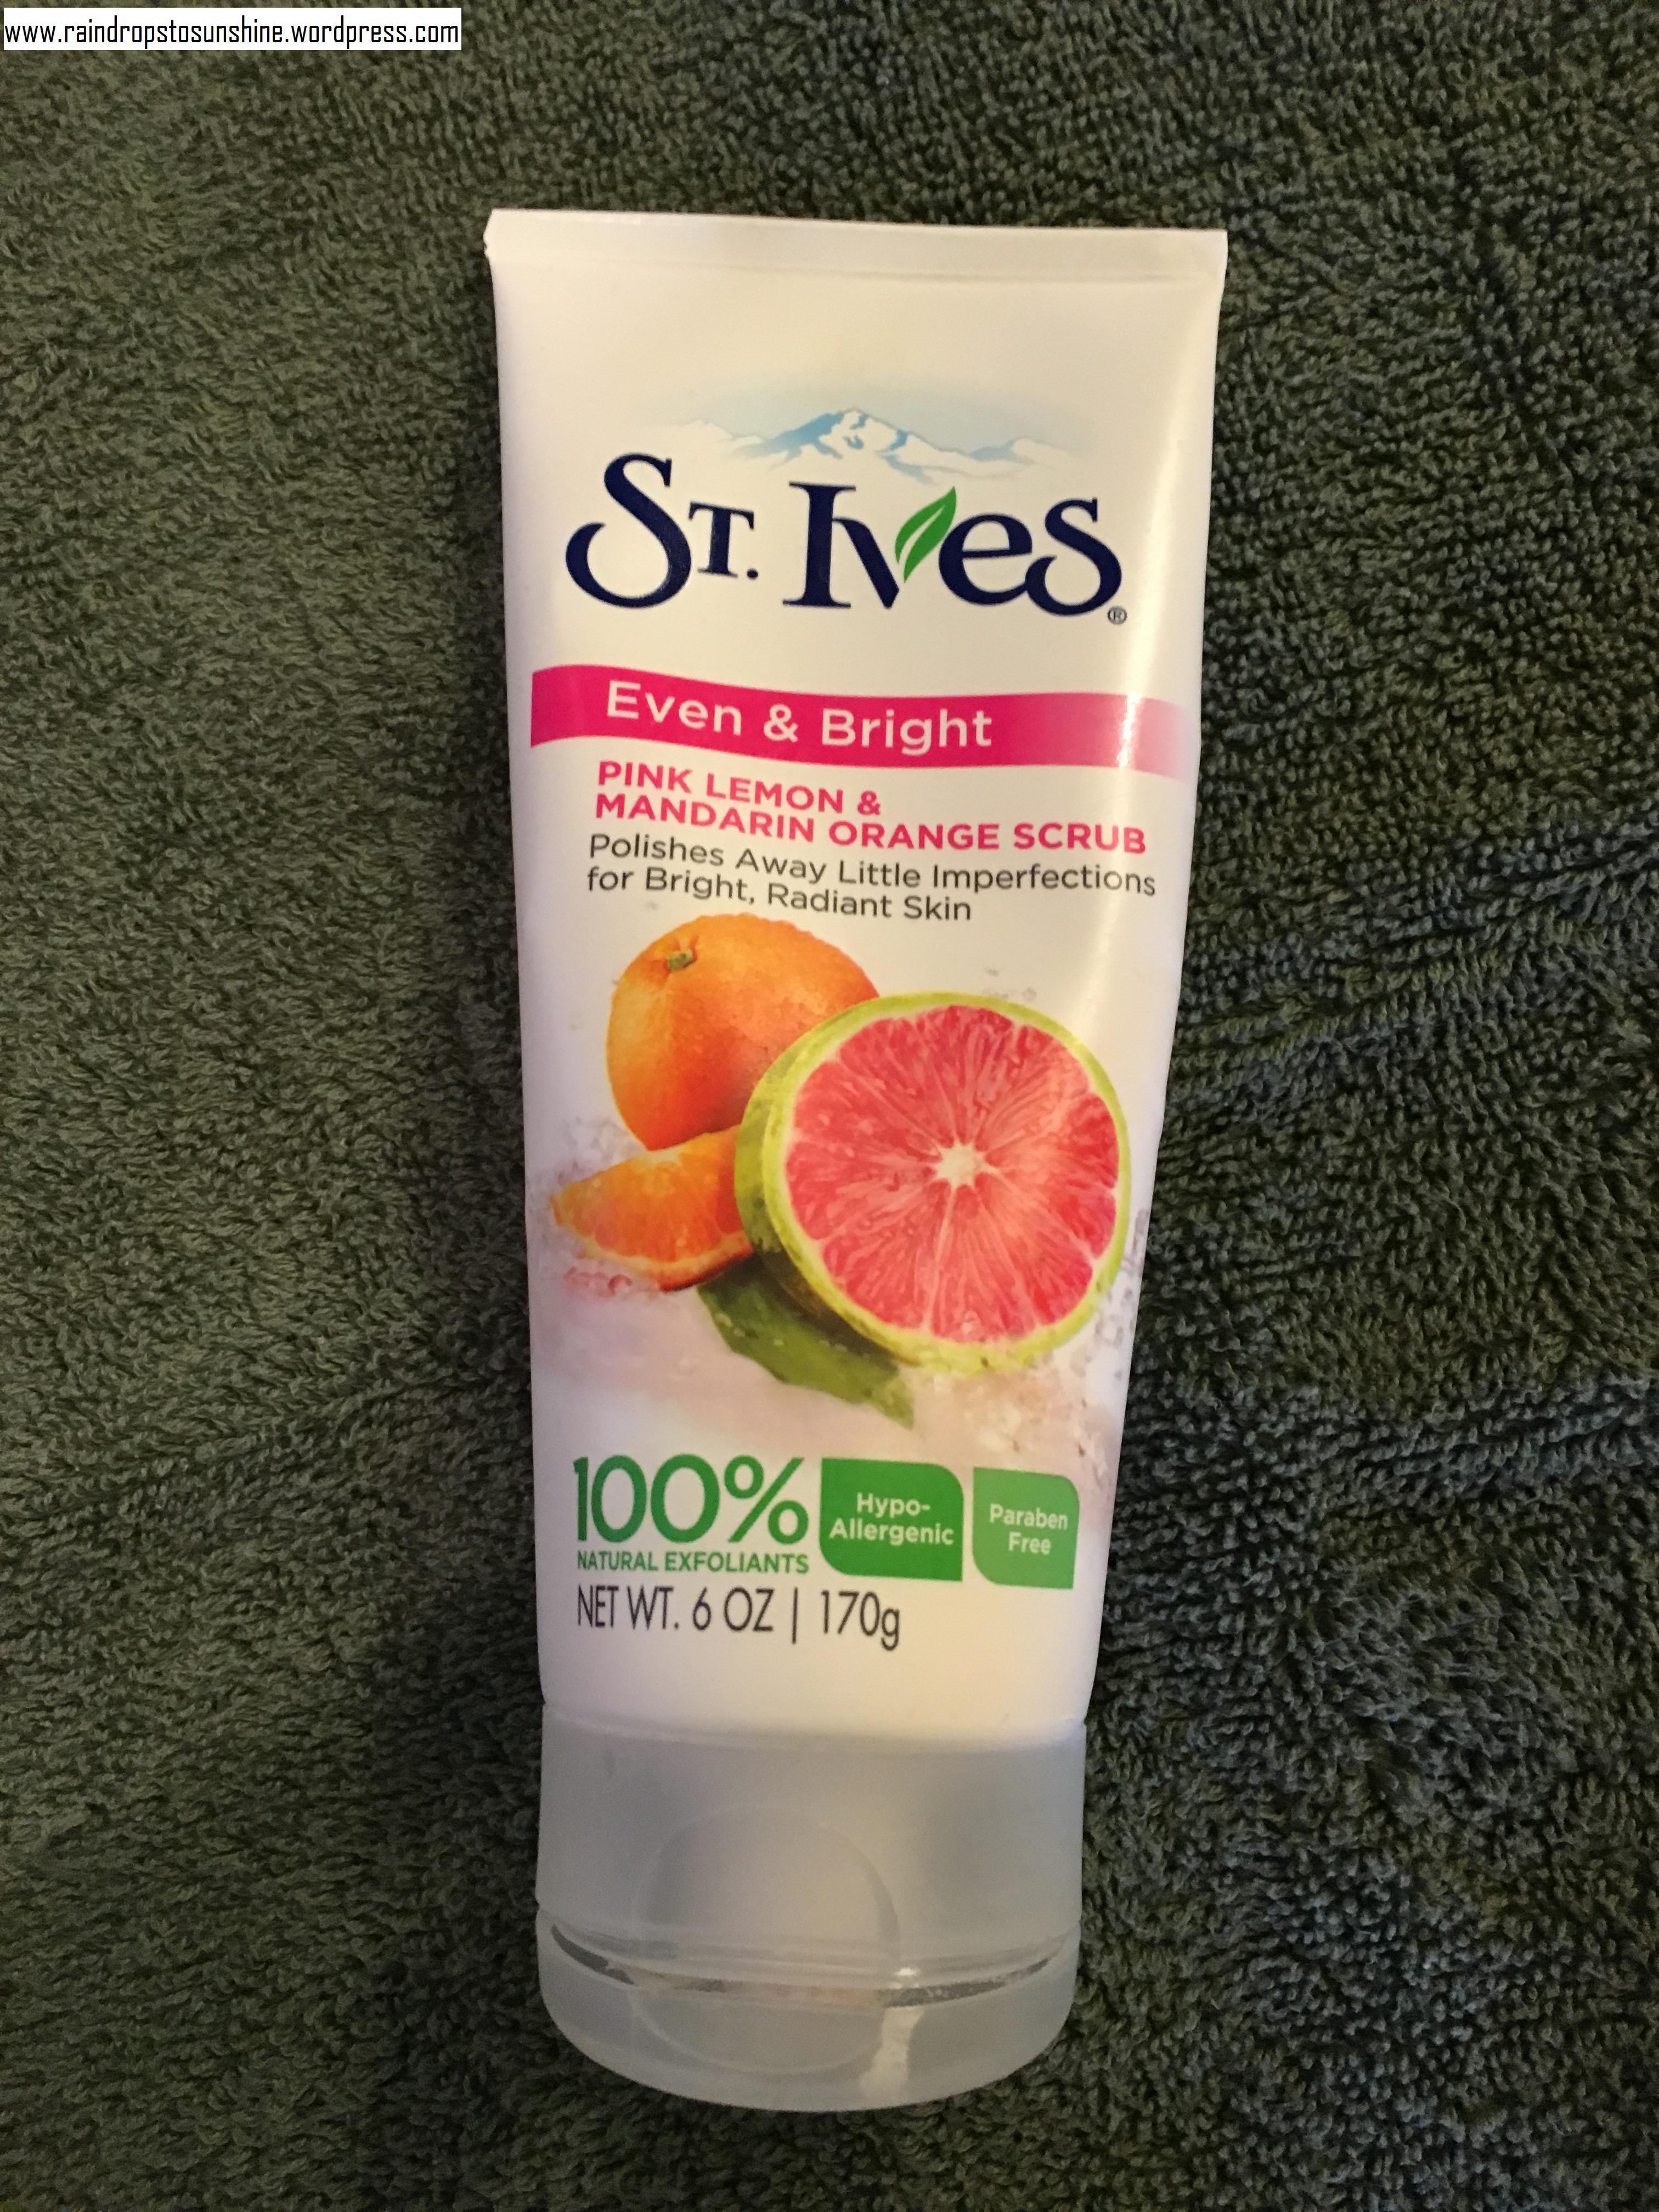 www.raindropstosunshine.wordpress.com
ST. IVES®
Even & Bright
PINK LEMON &
MANDARIN ORANGE SCRUB
Polishes Away Little Imperfections
for Bright, Radiant Skin
100%
NATURAL EXFOLIANTS
Hypo-
Allergenic
Paraben
Free
NET WT. 6 OZ | 170g